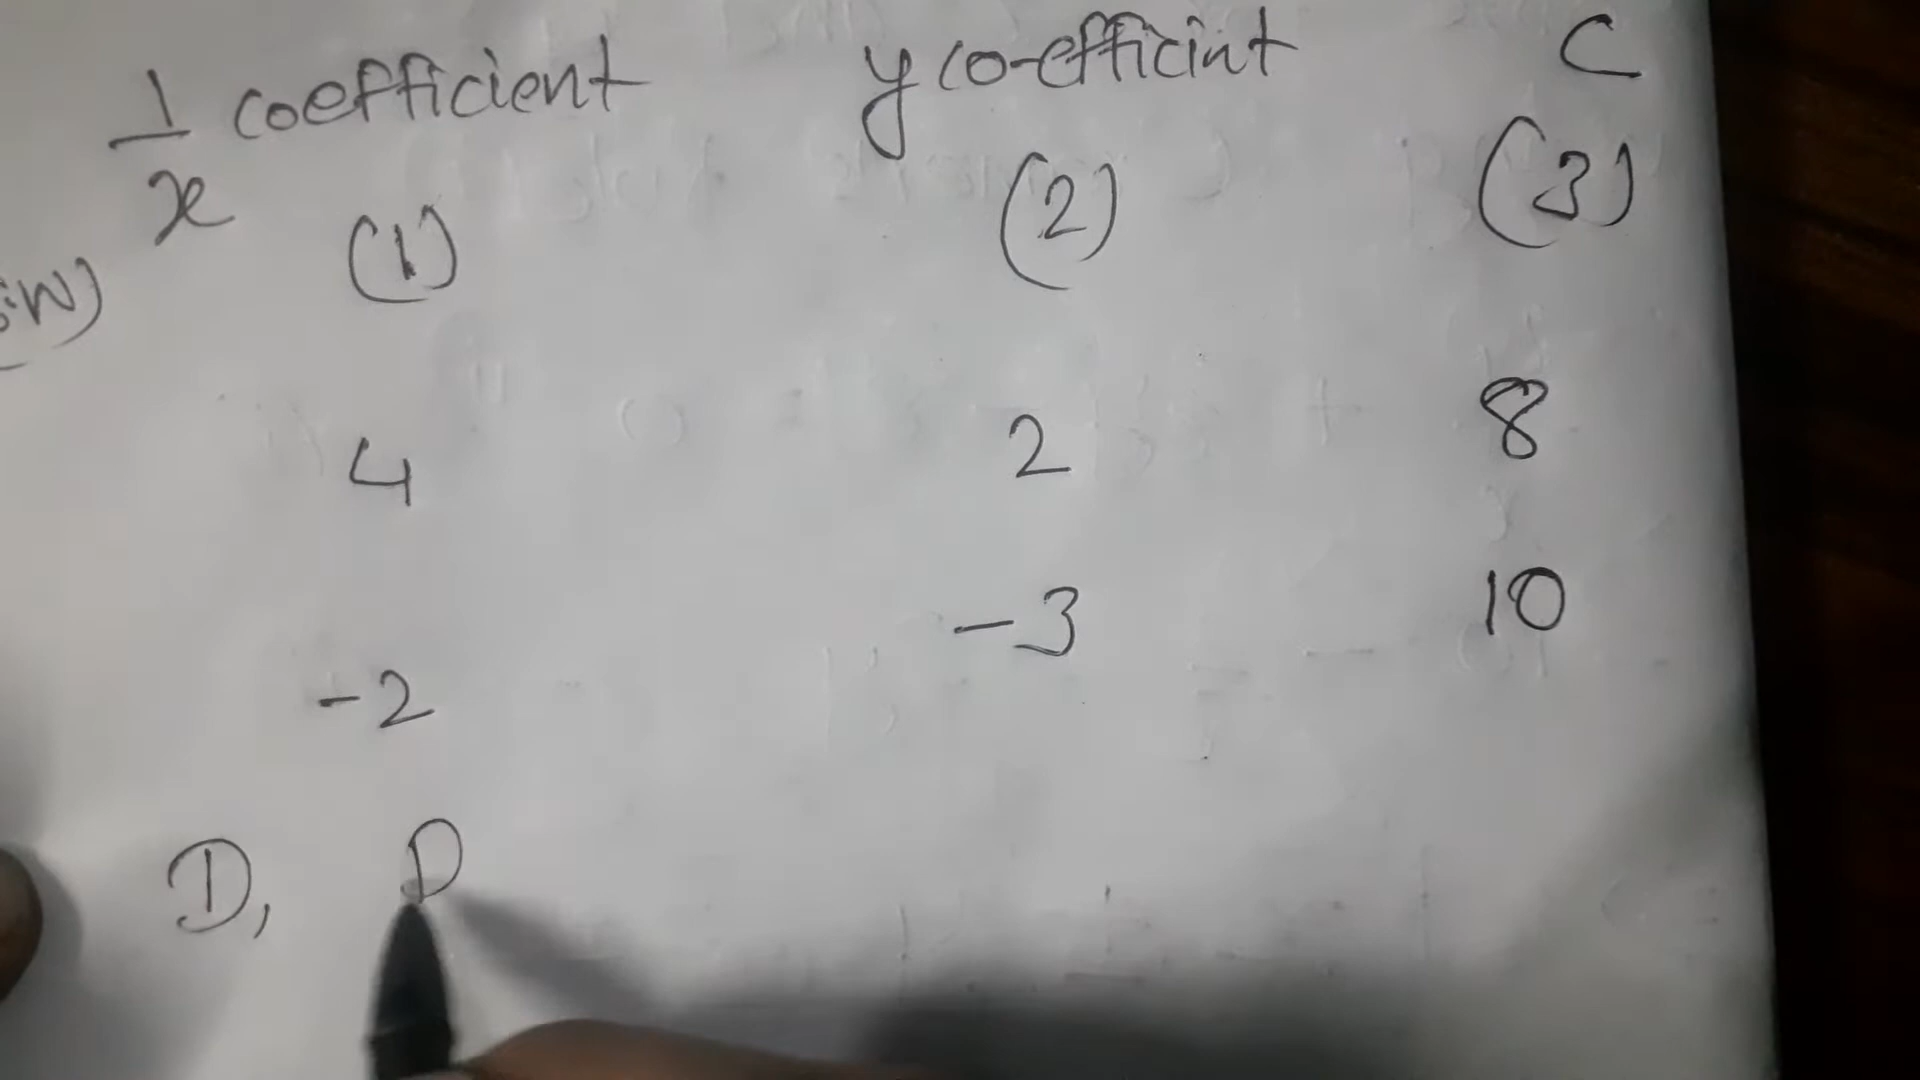 1/x coefficient y co-efficint C
(1) (2) (3)
4 2 8
-2 -3 10
D, D